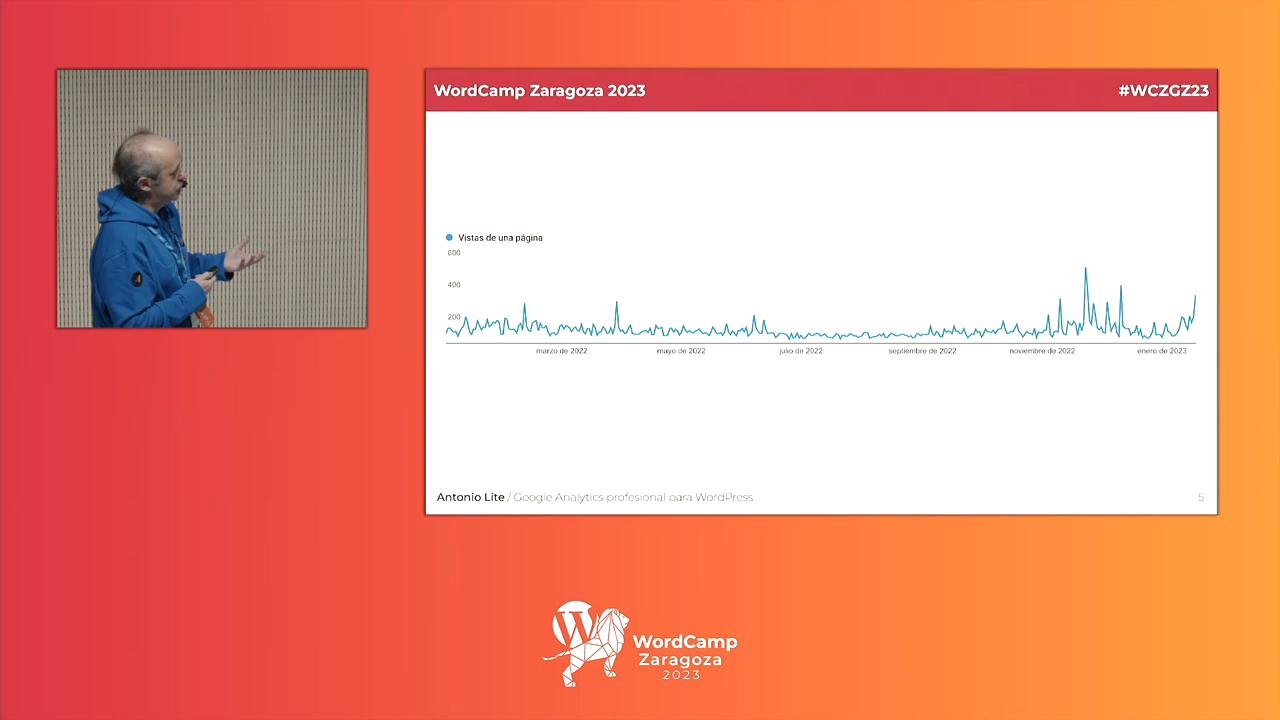 WordCamp Zaragoza 2023
#WCZGZ23
Vistas de una página
600
400
200
marzo de 2022
mayo de 2022
julio de 2022
septiembre de 2022
noviembre de 2022
enero de 2023
Antonio Lite / Google Analytics profesional para WordPress
5
W
WordCamp
Zaragoza
2023